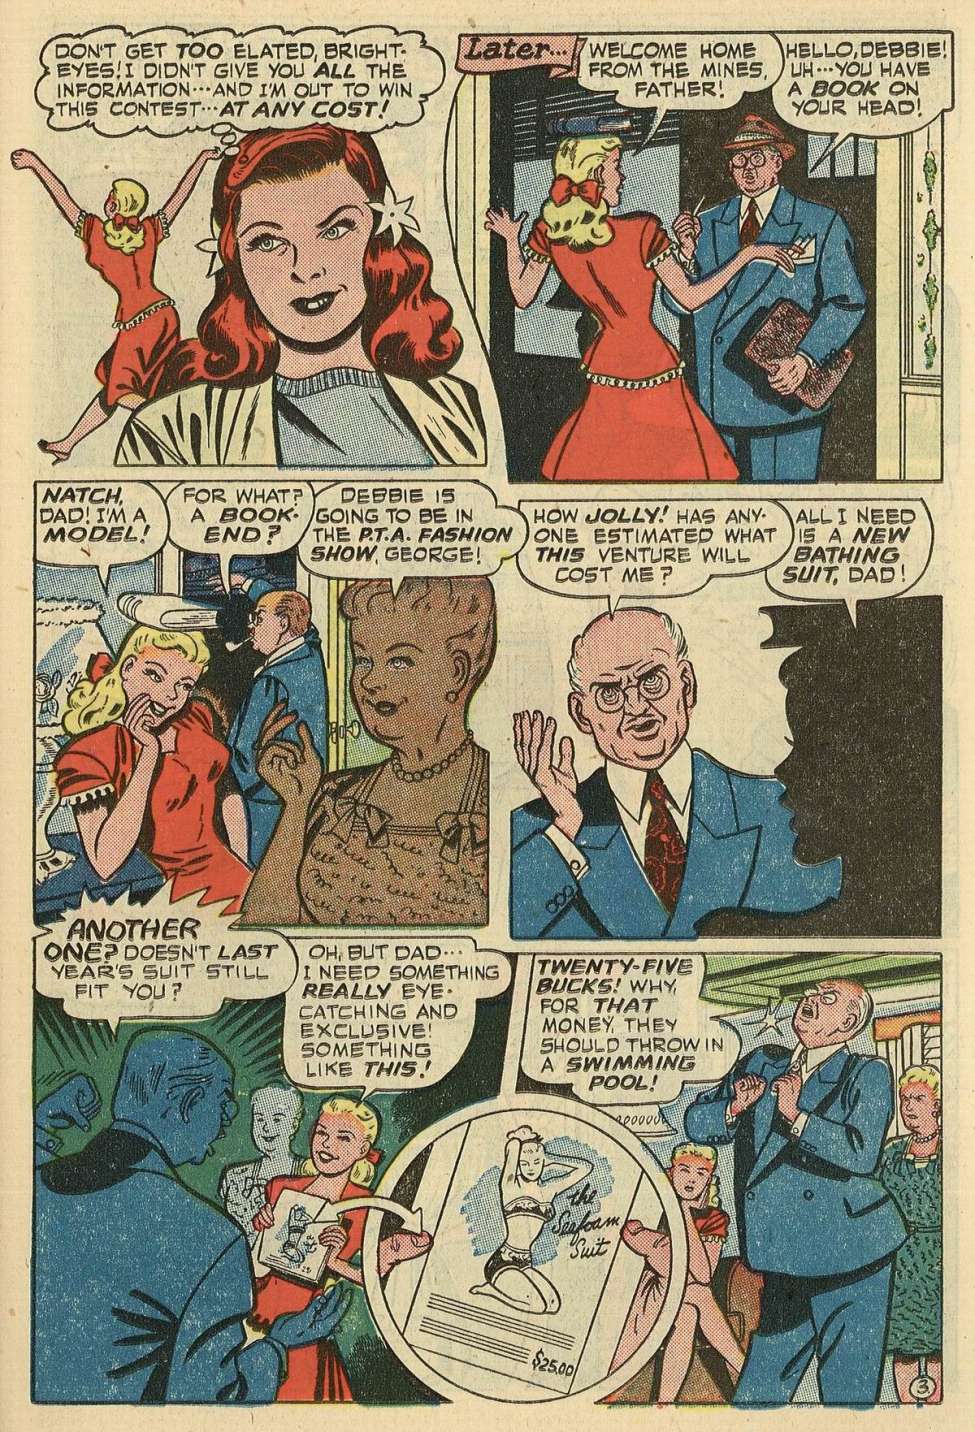 DON'T GET TOO ELATED, BRIGHT-
EYES! I DIDN'T GIVE YOU ALL THE
INFORMATION...AND I'M OUT TO WIN
THIS CONTEST...AT ANY COST!
Later...
WELCOME HOME
FROM THE MINES,
FATHER!
HELLO, DEBBIE!
UH...YOU HAVE
A BOOK ON
YOUR HEAD!
NATCH,
DAD! I'M A
MODEL!
FOR WHAT?
A BOOK-
END?
DEBBIE IS
GOING TO BE IN
THE P.T.A. FASHION
SHOW, GEORGE!
HOW JOLLY! HAS ANY-
ONE ESTIMATED WHAT
THIS VENTURE WILL
COST ME?
ALL I NEED
IS A NEW
BATHING
SUIT, DAD!
ANOTHER
ONE? DOESN'T LAST
YEAR'S SUIT STILL
FIT YOU?
OH, BUT DAD...
I NEED SOMETHING
REALLY EYE-
CATCHING AND
EXCLUSIVE!
SOMETHING
LIKE THIS!
the
Seafoam
Suit
$25.00
TWENTY-FIVE
BUCKS! WHY,
FOR THAT
MONEY, THEY
SHOULD THROW IN
A SWIMMING
POOL!
3